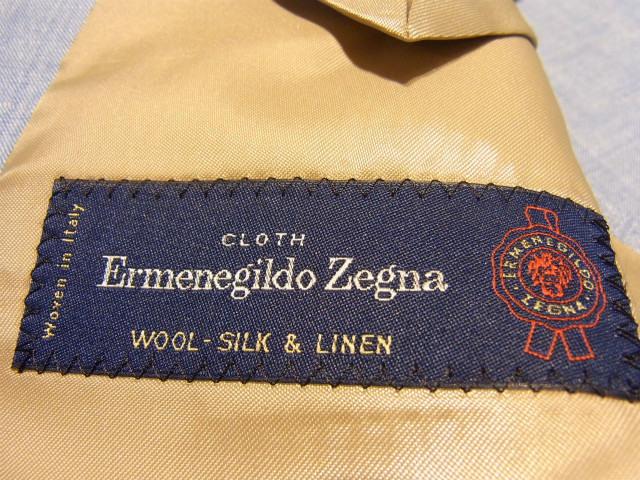 Woven in Italy
CLOTH
Ermenegildo Zegna
WOOL - SILK & LINEN
ERMENEGILDO
ZEGNA